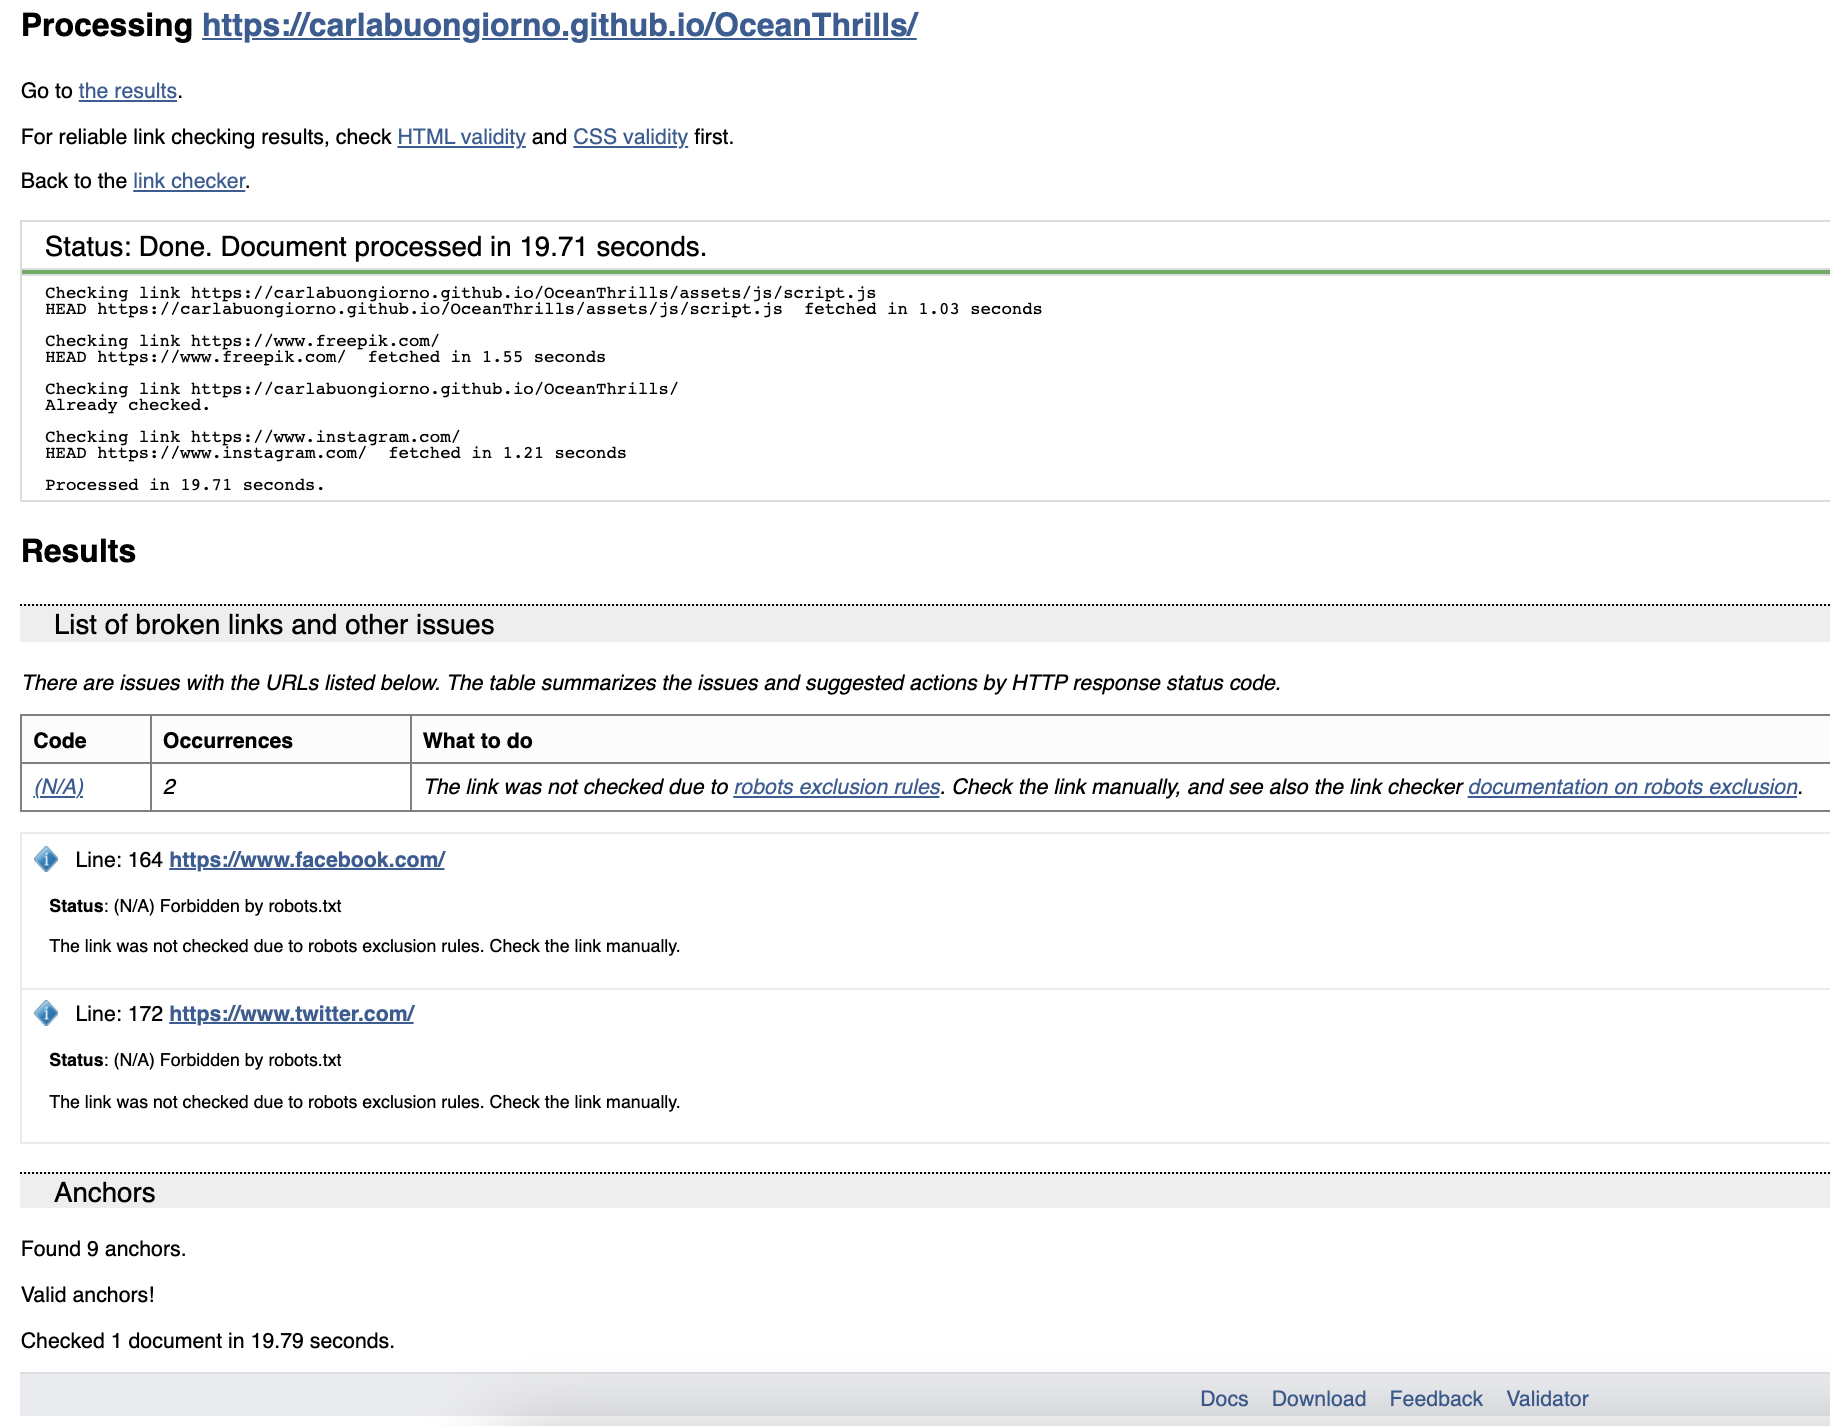 Processing https://carlabuongiorno.github.io/OceanThrills/
Go to the results.
For reliable link checking results, check HTML validity and CSS validity first.
Back to the link checker.
Status: Done. Document processed in 19.71 seconds.
Checking link https://carlabuongiorno.github.io/OceanThrills/assets/js/script.js
HEAD https://carlabuongiorno.github.io/OceanThrills/assets/js/script.js  fetched in 1.03 seconds
Checking link https://www.freepik.com/
HEAD https://www.freepik.com/  fetched in 1.55 seconds
Checking link https://carlabuongiorno.github.io/OceanThrills/
Already checked.
Checking link https://www.instagram.com/
HEAD https://www.instagram.com/  fetched in 1.21 seconds
Processed in 19.71 seconds.
Results
List of broken links and other issues
There are issues with the URLs listed below. The table summarizes the issues and suggested actions by HTTP response status code.
Code Occurrences What to do
(N/A) 2 The link was not checked due to robots exclusion rules. Check the link manually, and see also the link checker documentation on robots exclusion.
Line: 164 https://www.facebook.com/
Status: (N/A) Forbidden by robots.txt
The link was not checked due to robots exclusion rules. Check the link manually.
Line: 172 https://www.twitter.com/
Status: (N/A) Forbidden by robots.txt
The link was not checked due to robots exclusion rules. Check the link manually.
Anchors
Found 9 anchors.
Valid anchors!
Checked 1 document in 19.79 seconds.
Docs Download Feedback Validator